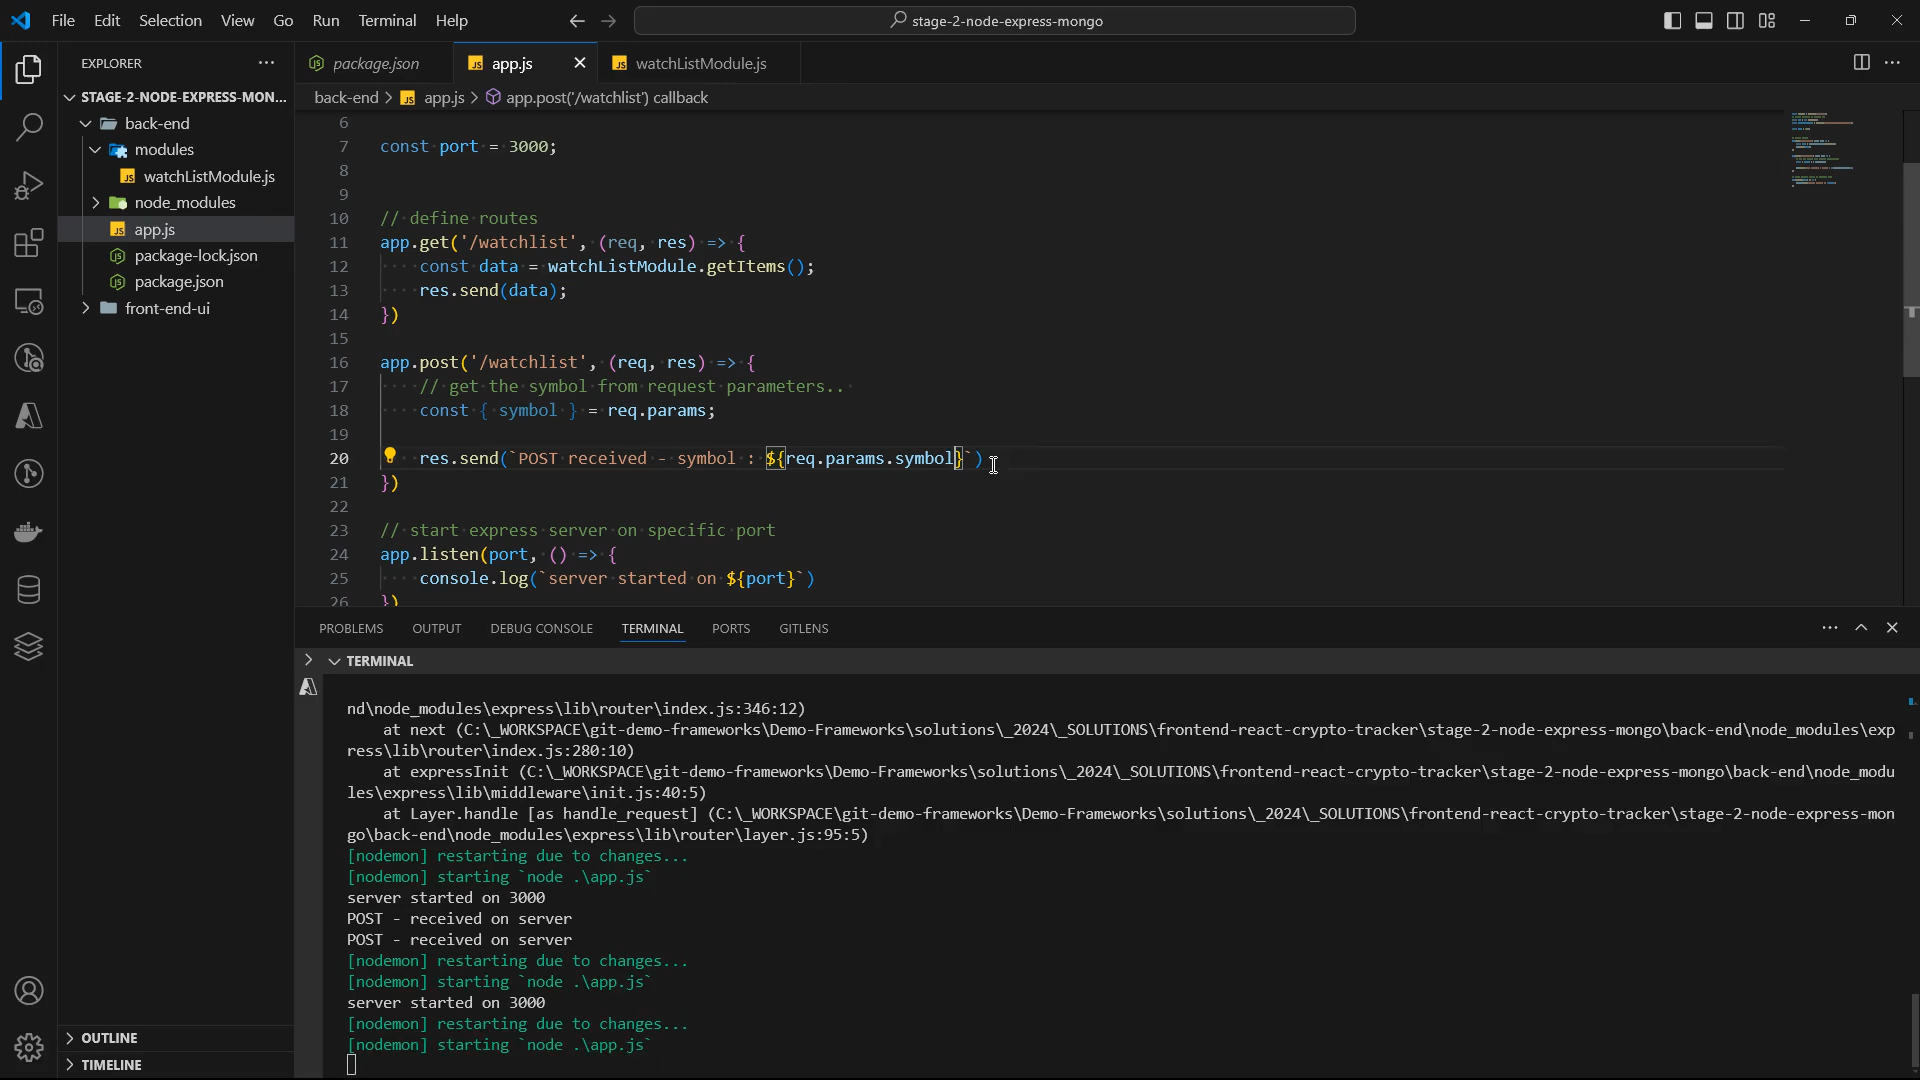 File Edit Selection View Go Run Terminal Help
stage-2-node-express-mongo
EXPLORER
STAGE-2-NODE-EXPRESS-MON...
back-end
modules
JS watchListModule.js
node_modules
JS app.js
package-lock.json
package.json
front-end-ui
OUTLINE
TIMELINE
package.json
JS app.js
JS watchListModule.js
back-end > JS app.js > app.post('/watchlist') callback
6
7 const port = 3000;
8
9
10 // define routes
11 app.get('/watchlist', (req, res) => {
12 const data = watchListModule.getItems();
13 res.send(data);
14 })
15
16 app.post('/watchlist', (req, res) => {
17 // get the symbol from request parameters..
18 const { symbol } = req.params;
19
20 res.send(`POST received - symbol : ${req.params.symbol}`)
21 })
22
23 // start express server on specific port
24 app.listen(port, () => {
25 console.log(`server started on ${port}`)
26 })
PROBLEMS OUTPUT DEBUG CONSOLE TERMINAL PORTS GITLENS
TERMINAL
nd\node_modules\express\lib\router\index.js:346:12)
at next (C:\_WORKSPACE\git-demo-frameworks\Demo-Frameworks\solutions\_2024\_SOLUTIONS\frontend-react-crypto-tracker\stage-2-node-express-mongo\back-end\node_modules\exp
ress\lib\router\index.js:280:10)
at expressInit (C:\_WORKSPACE\git-demo-frameworks\Demo-Frameworks\solutions\_2024\_SOLUTIONS\frontend-react-crypto-tracker\stage-2-node-express-mongo\back-end\node_modu
les\express\lib\middleware\init.js:40:5)
at Layer.handle [as handle_request] (C:\_WORKSPACE\git-demo-frameworks\Demo-Frameworks\solutions\_2024\_SOLUTIONS\frontend-react-crypto-tracker\stage-2-node-express-mon
go\back-end\node_modules\express\lib\router\layer.js:95:5)
[nodemon] restarting due to changes...
[nodemon] starting `node .\app.js`
server started on 3000
POST - received on server
POST - received on server
[nodemon] restarting due to changes...
[nodemon] starting `node .\app.js`
server started on 3000
[nodemon] restarting due to changes...
[nodemon] starting `node .\app.js`